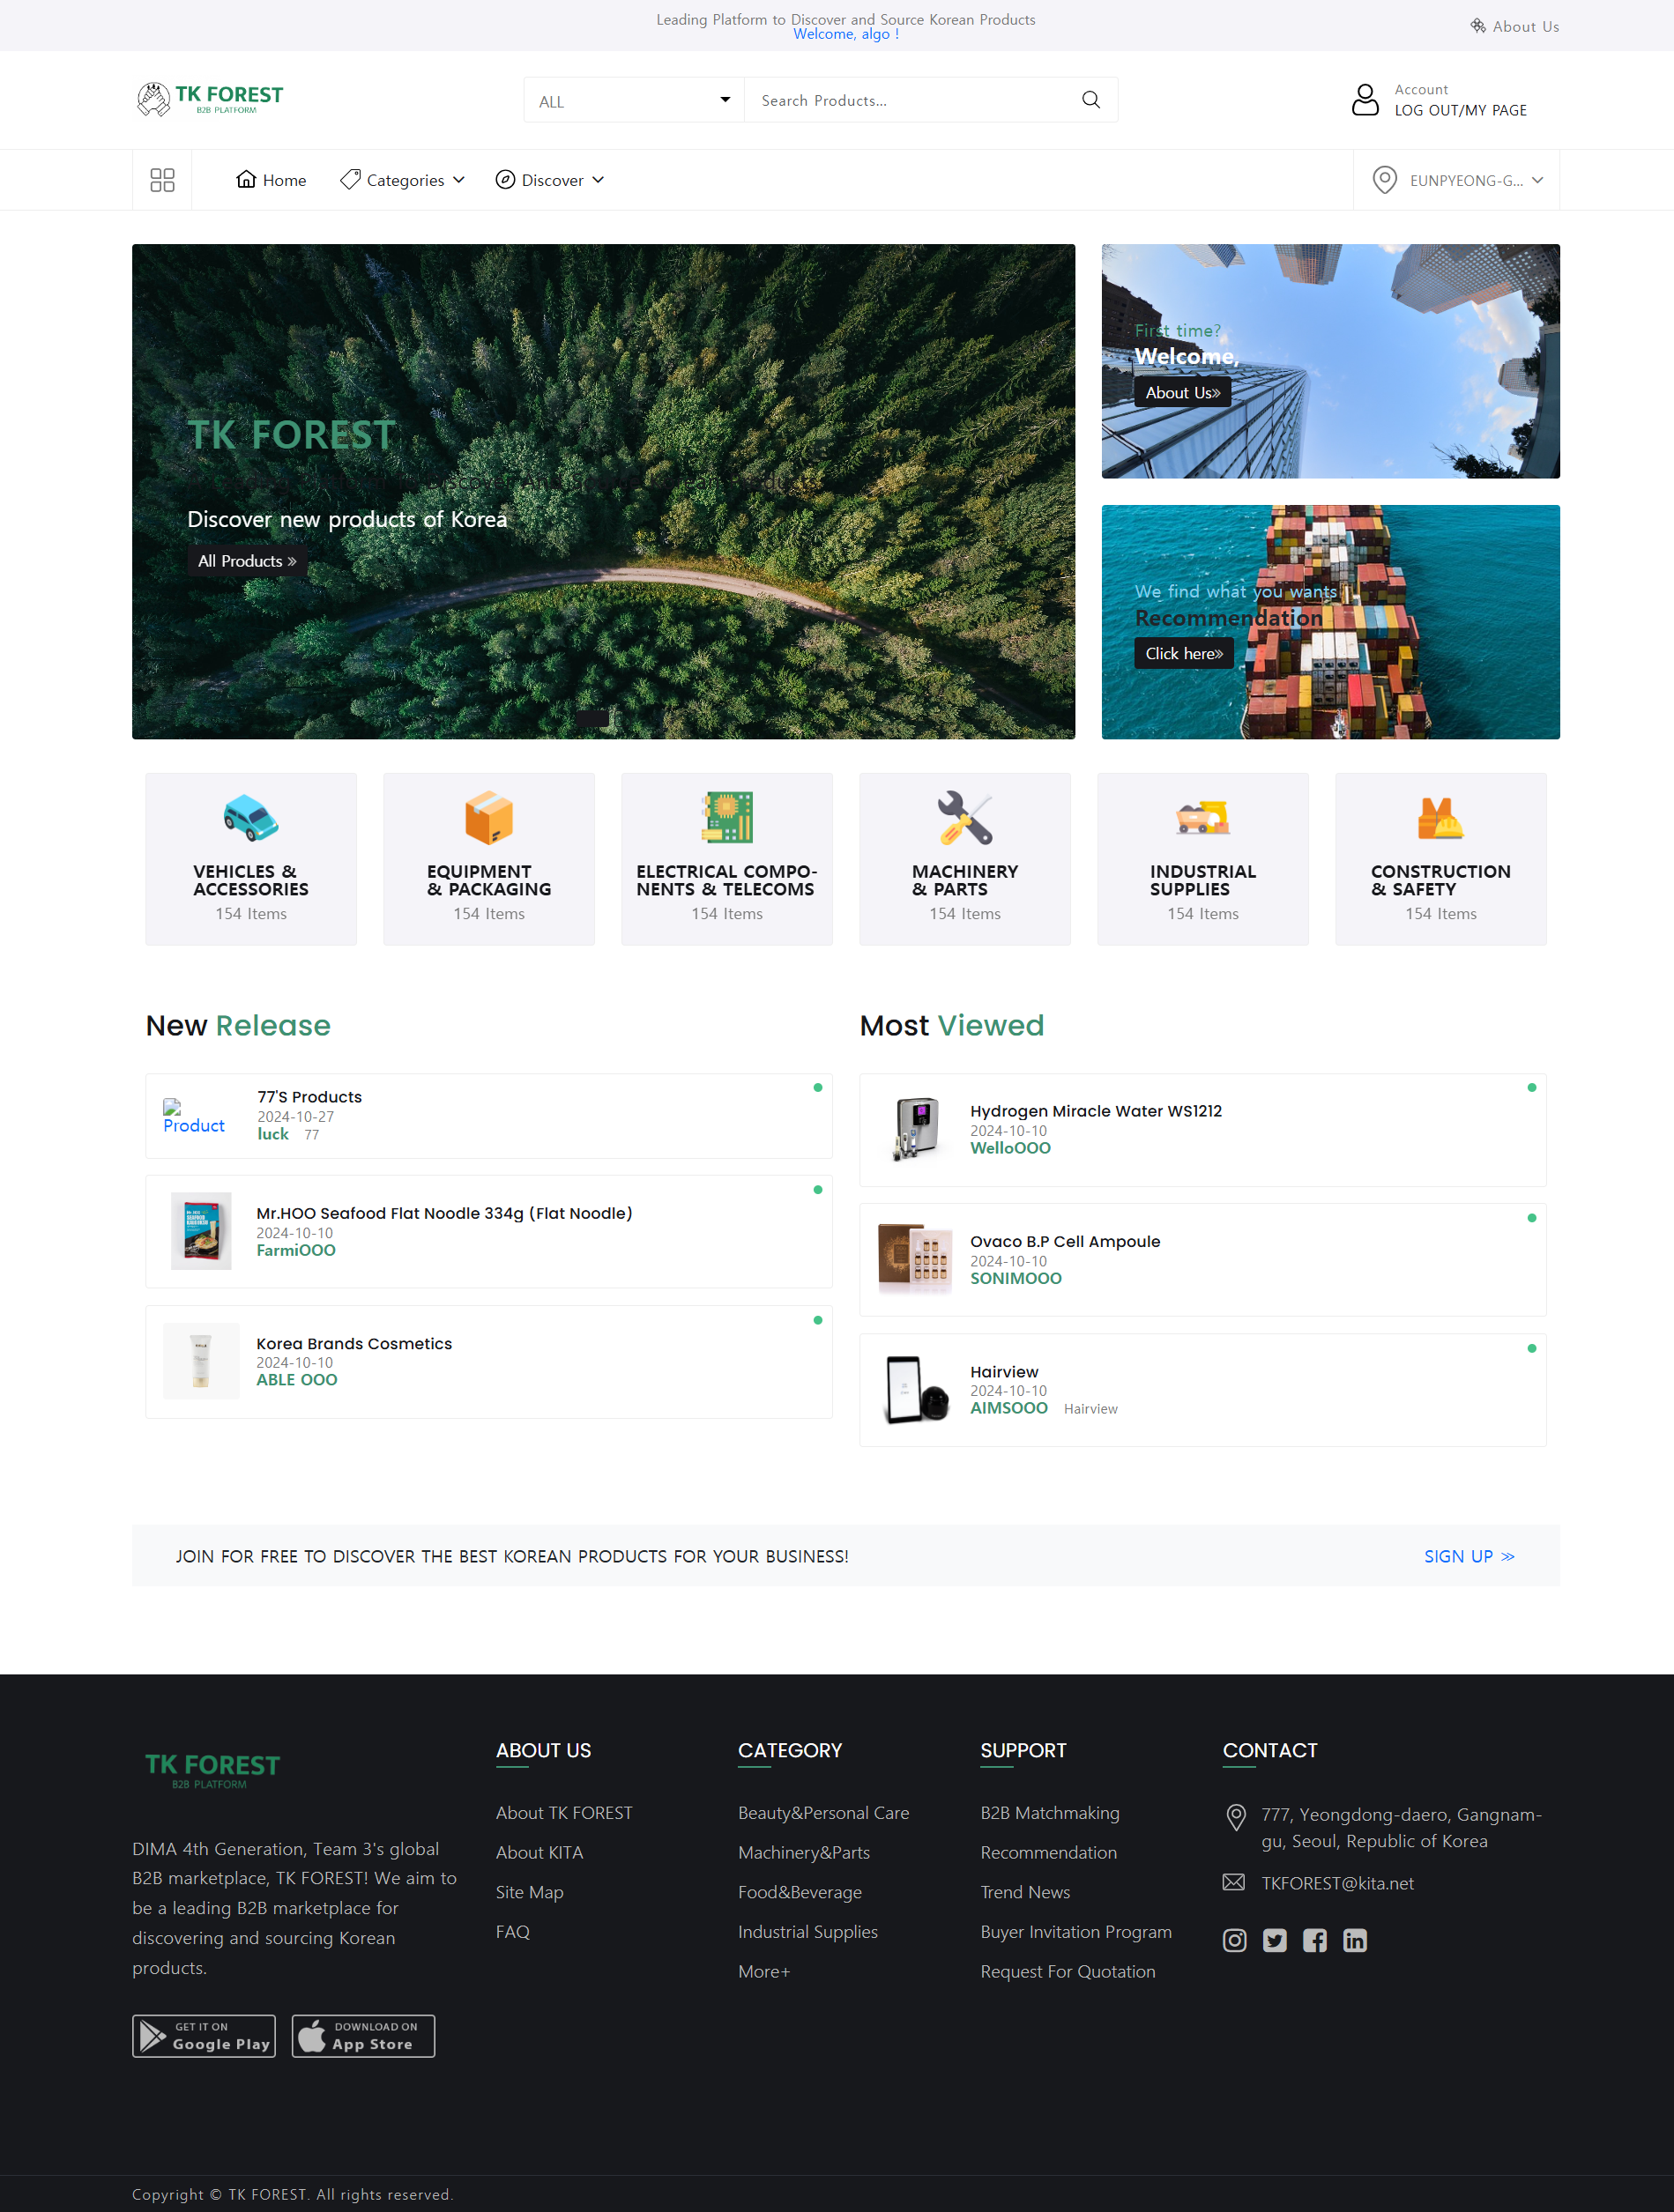 Leading Platform to Discover and Source Korean Products
Welcome, algo !
About Us
TK FOREST
B2B PLATFORM
ALL
Search Products...
Account
LOG OUT/MY PAGE
Home
Categories
Discover
EUNPYEONG-G...
TK FOREST
Discover new products of Korea
All Products »
First time?
Welcome,
About Us»
We find what you wants
Recommendation
Click here»
VEHICLES &
ACCESSORIES
154 Items
EQUIPMENT
& PACKAGING
154 Items
ELECTRICAL COMPO-
NENTS & TELECOMS
154 Items
MACHINERY
& PARTS
154 Items
INDUSTRIAL
SUPPLIES
154 Items
CONSTRUCTION
& SAFETY
154 Items
New Release
Product
77'S Products
2024-10-27
luck 77
Mr.HOO Seafood Flat Noodle 334g (Flat Noodle)
2024-10-10
FarmiOOO
Korea Brands Cosmetics
2024-10-10
ABLE OOO
Most Viewed
Hydrogen Miracle Water WS1212
2024-10-10
WelloOOO
Ovaco B.P Cell Ampoule
2024-10-10
SONIMOOO
Hairview
2024-10-10
AIMSOOO Hairview
JOIN FOR FREE TO DISCOVER THE BEST KOREAN PRODUCTS FOR YOUR BUSINESS!
SIGN UP ≫
TK FOREST
B2B PLATFORM
DIMA 4th Generation, Team 3's global
B2B marketplace, TK FOREST! We aim to
be a leading B2B marketplace for
discovering and sourcing Korean
products.
GET IT ON
Google Play
DOWNLOAD ON
App Store
ABOUT US
About TK FOREST
About KITA
Site Map
FAQ
CATEGORY
Beauty&Personal Care
Machinery&Parts
Food&Beverage
Industrial Supplies
More+
SUPPORT
B2B Matchmaking
Recommendation
Trend News
Buyer Invitation Program
Request For Quotation
CONTACT
777, Yeongdong-daero, Gangnam-
gu, Seoul, Republic of Korea
TKFOREST@kita.net
Copyright © TK FOREST. All rights reserved.